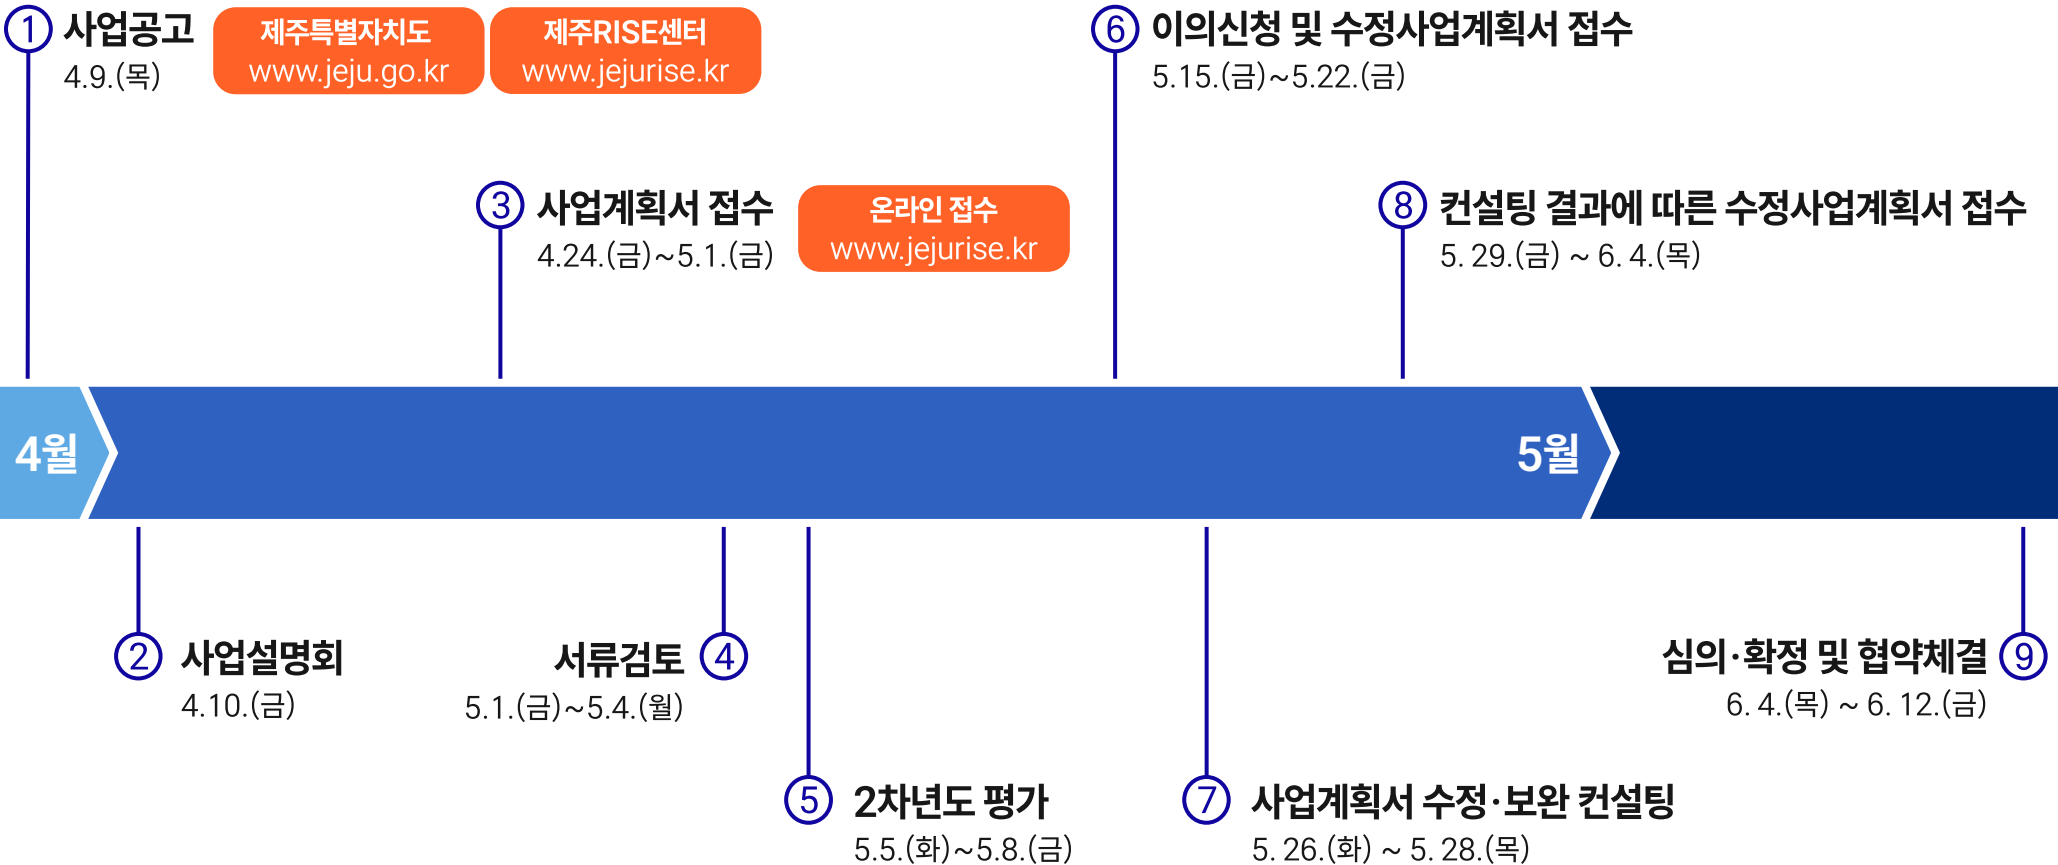 1 사업공고
4.9.(목)
제주특별자치도
www.jeju.go.kr
제주RISE센터
www.jejurise.kr
6 이의신청 및 수정사업계획서 접수
5.15.(금)~5.22.(금)
3 사업계획서 접수
4.24.(금)~5.1.(금)
온라인 접수
www.jejurise.kr
8 컨설팅 결과에 따른 수정사업계획서 접수
5. 29.(금) ~ 6. 4.(목)
4월
5월
2 사업설명회
4.10.(금)
서류검토 4
5.1.(금)~5.4.(월)
심의·확정 및 협약체결 9
6. 4.(목) ~ 6. 12.(금)
5 2차년도 평가
5.5.(화)~5.8.(금)
7 사업계획서 수정·보완 컨설팅
5. 26.(화) ~ 5. 28.(목)